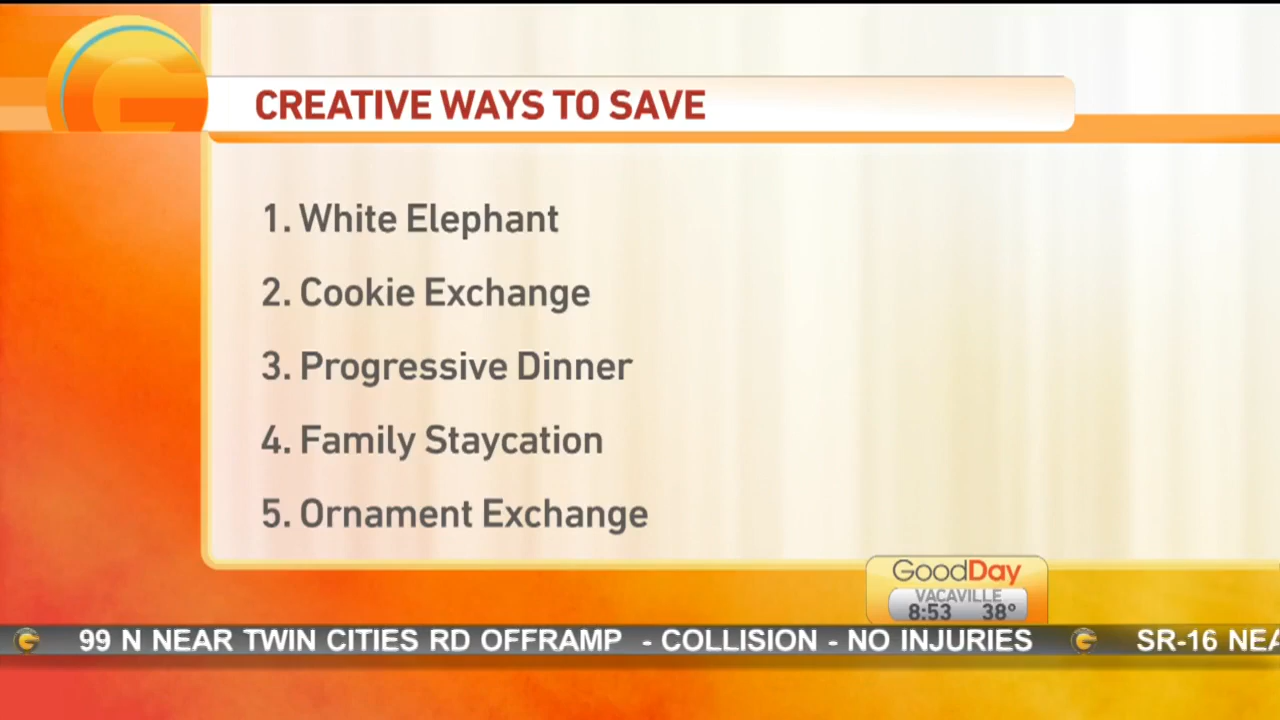 CREATIVE WAYS TO SAVE
1. White Elephant
2. Cookie Exchange
3. Progressive Dinner
4. Family Staycation
5. Ornament Exchange
GoodDay
VACAVILLE
8:53 38°
99 N NEAR TWIN CITIES RD OFFRAMP - COLLISION - NO INJURIES SR-16